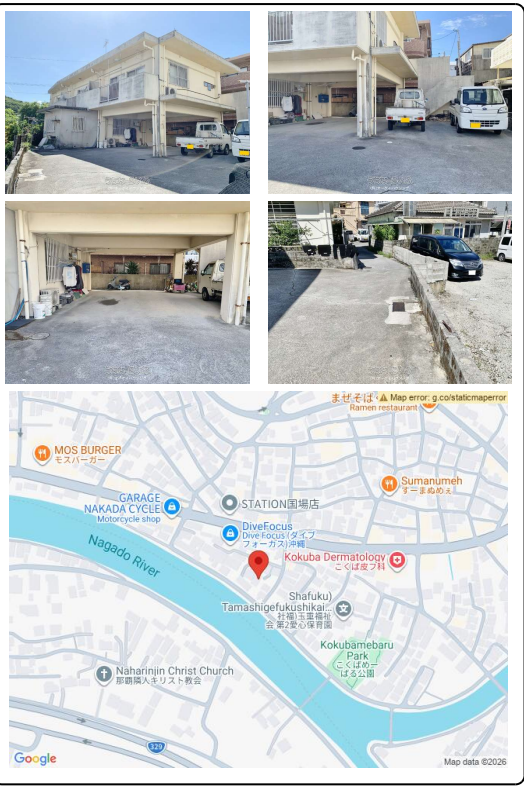 まぜそば
⚠ Map error: g.co/staticmaperror
Ramen restaurant
MOS BURGER
モスバーガー
Sumanumeh
すーまぬめぇ
GARAGE
NAKADA CYCLE
Motorcycle shop
STATION国場店
DiveFocus
Dive Focus (ダイブ
フォーカス)沖縄
Nagado River
Kokuba Dermatology
こくば皮フ科
Shafuku)
Tamashigefukushikai...
社福)玉重福祉
会 第2愛心保育園
Kokubamebaru
Park
こくばめー
ばる公園
Naharinjin Christ Church
那覇隣人キリスト教会
329
Google
Map data ©2026